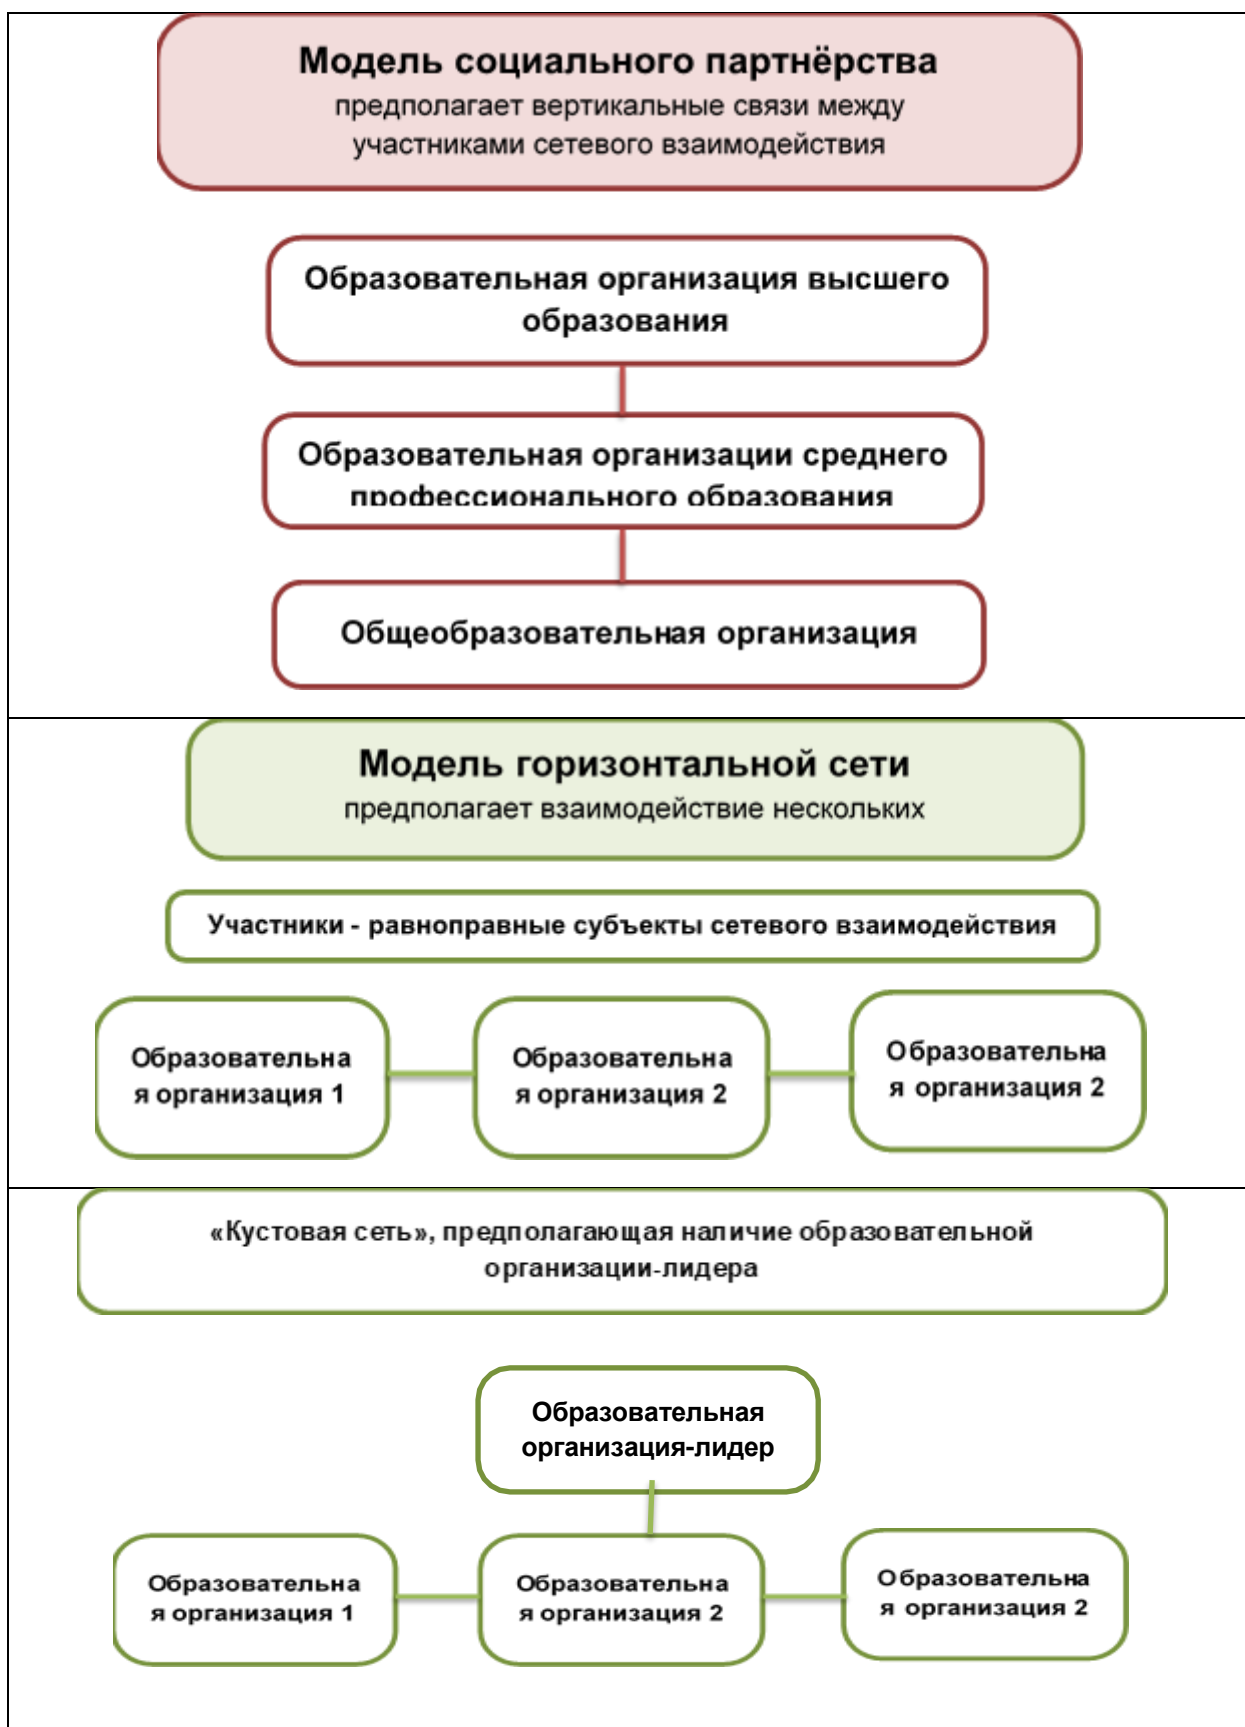 Модель социального партнёрства
предполагает вертикальные связи между
участниками сетевого взаимодействия
Образовательная организация высшего
образования
Образовательная организации среднего
профессионального образования
Общеобразовательная организация
Модель горизонтальной сети
предполагает взаимодействие нескольких
Участники - равноправные субъекты сетевого взаимодействия
Образовательна
я организация 1
Образовательна
я организация 2
Образовательна
я организация 2
«Кустовая сеть», предполагающая наличие образовательной
организации-лидера
Образовательная
организация-лидер
Образовательна
я организация 1
Образовательна
я организация 2
Образовательна
я организация 2